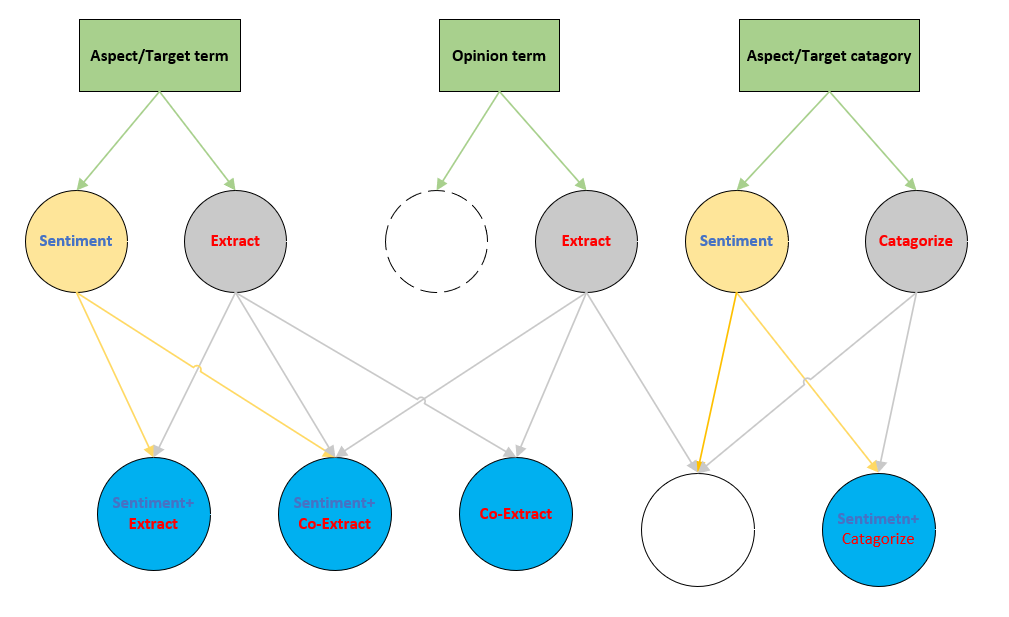 Aspect/Target term
Opinion term
Aspect/Target catagory
Sentiment
Extract
Extract
Sentiment
Catagorize
Sentiment+
Extract
Sentiment+
Co-Extract
Co-Extract
Sentimetn+
Catagorize